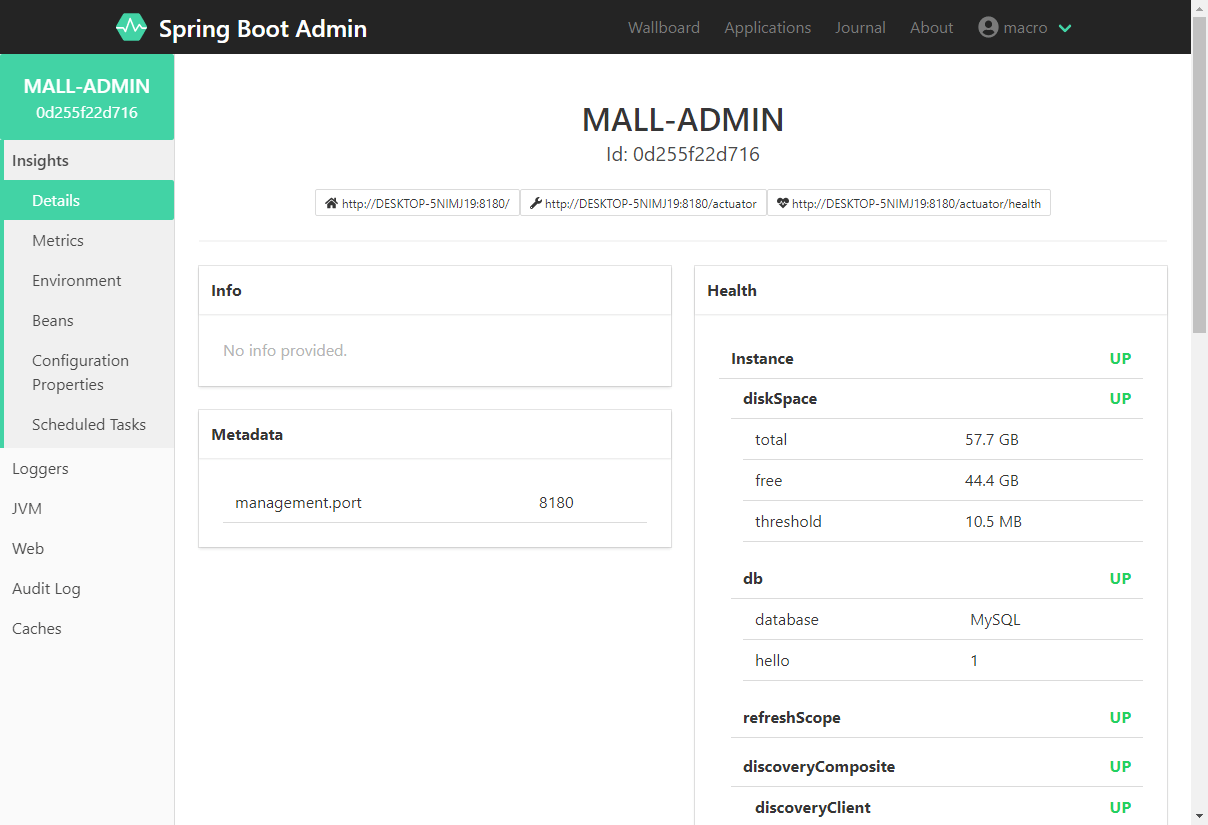 Spring Boot Admin
Wallboard Applications Journal About macro
MALL-ADMIN
0d255f22d716
Insights
Details
Metrics
Environment
Beans
Configuration
Properties
Scheduled Tasks
Loggers
JVM
Web
Audit Log
Caches
MALL-ADMIN
Id: 0d255f22d716
http://DESKTOP-5NIMJ19:8180/ http://DESKTOP-5NIMJ19:8180/actuator http://DESKTOP-5NIMJ19:8180/actuator/health
Info
No info provided.
Metadata
management.port 8180
Health
Instance UP
diskSpace UP
total 57.7 GB
free 44.4 GB
threshold 10.5 MB
db UP
database MySQL
hello 1
refreshScope UP
discoveryComposite UP
discoveryClient UP